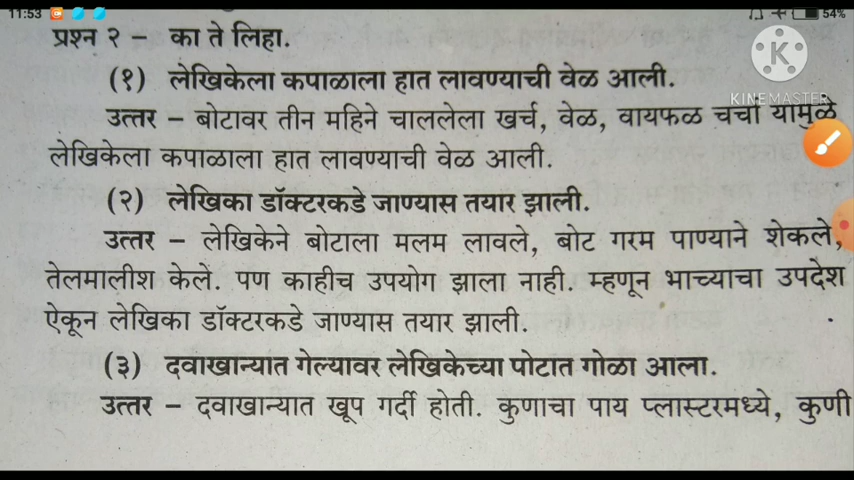 11:53
54%
KINEMASTER
प्रश्न २ का ते लिहा.
(१) लेखिकेला कपाळाला हात लावण्याची वेळ आली.
उत्तर – बोटावर तीन महिने चाललेला खर्च, वेळ, वायफळ चर्चा यामुळे
लेखिकेला कपाळाला हात लावण्याची वेळ आली.
(२) लेखिका डॉक्टरकडे जाण्यास तयार झाली.
उत्तर – लेखिकेने बोटाला मलम लावले, बोट गरम पाण्याने शेकले,
तेलमालीश केले. पण काहीच उपयोग झाला नाही. म्हणून भाच्याचा उपदेश
ऐकून लेखिका डॉक्टरकडे जाण्यास तयार झाली.
(३) दवाखान्यात गेल्यावर लेखिकेच्या पोटात गोळा आला.
उत्तर – दवाखान्यात खूप गर्दी होती. कुणाचा पाय प्लास्टरमध्ये, कुणी